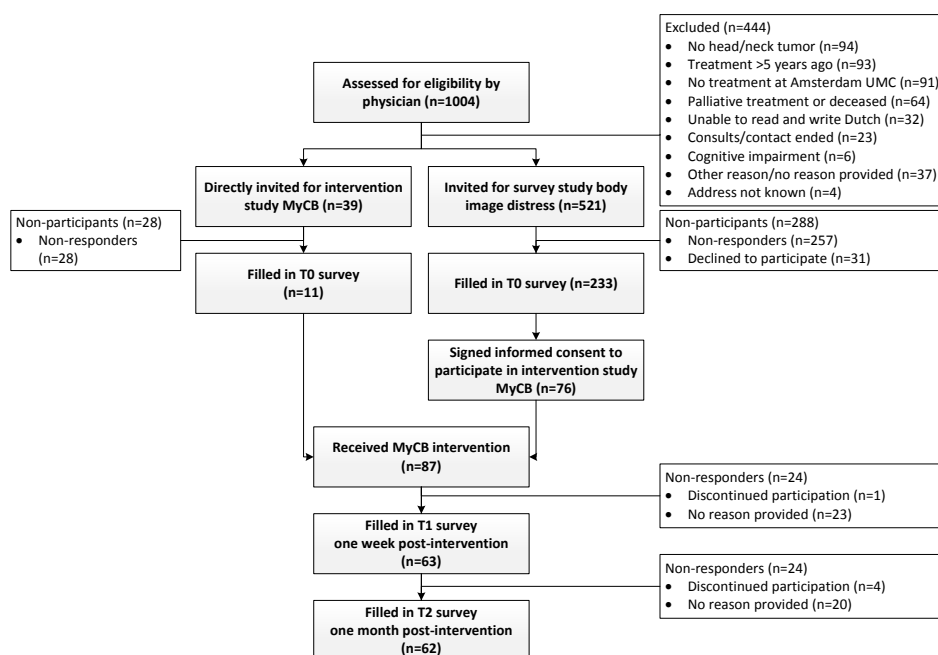 Excluded (n=444)
• No head/neck tumor (n=94)
• Treatment >5 years ago (n=93)
• No treatment at Amsterdam UMC (n=91)
• Palliative treatment or deceased (n=64)
• Unable to read and write Dutch (n=32)
• Consults/contact ended (n=23)
• Cognitive impairment (n=6)
• Other reason/no reason provided (n=37)
• Address not known (n=4)
Assessed for eligibility by
physician (n=1004)
Directly invited for intervention
study MyCB (n=39)
Invited for survey study body
image distress (n=521)
Non-participants (n=28)
• Non-responders
(n=28)
Non-participants (n=288)
• Non-responders (n=257)
• Declined to participate (n=31)
Filled in T0 survey
(n=11)
Filled in T0 survey (n=233)
Signed informed consent to
participate in intervention study
MyCB (n=76)
Received MyCB intervention
(n=87)
Non-responders (n=24)
• Discontinued participation (n=1)
• No reason provided (n=23)
Filled in T1 survey
one week post-intervention
(n=63)
Non-responders (n=24)
• Discontinued participation (n=4)
• No reason provided (n=20)
Filled in T2 survey
one month post-intervention
(n=62)